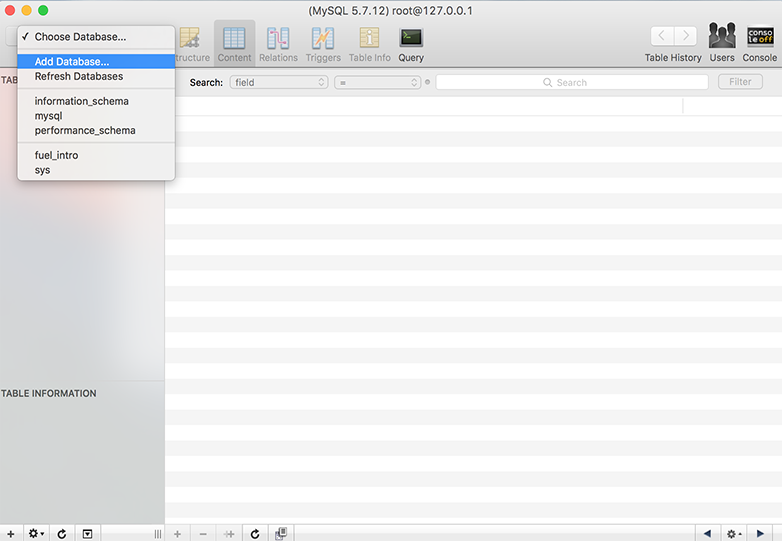 (MySQL 5.7.12) root@127.0.0.1
✓ Choose Database...
Add Database...
Refresh Databases
information_schema
mysql
performance_schema
fuel_intro
sys
Content Relations Triggers Table Info Query Table History Users Console
conso
le off
Search: field = Search Filter
TAB
TABLE INFORMATION